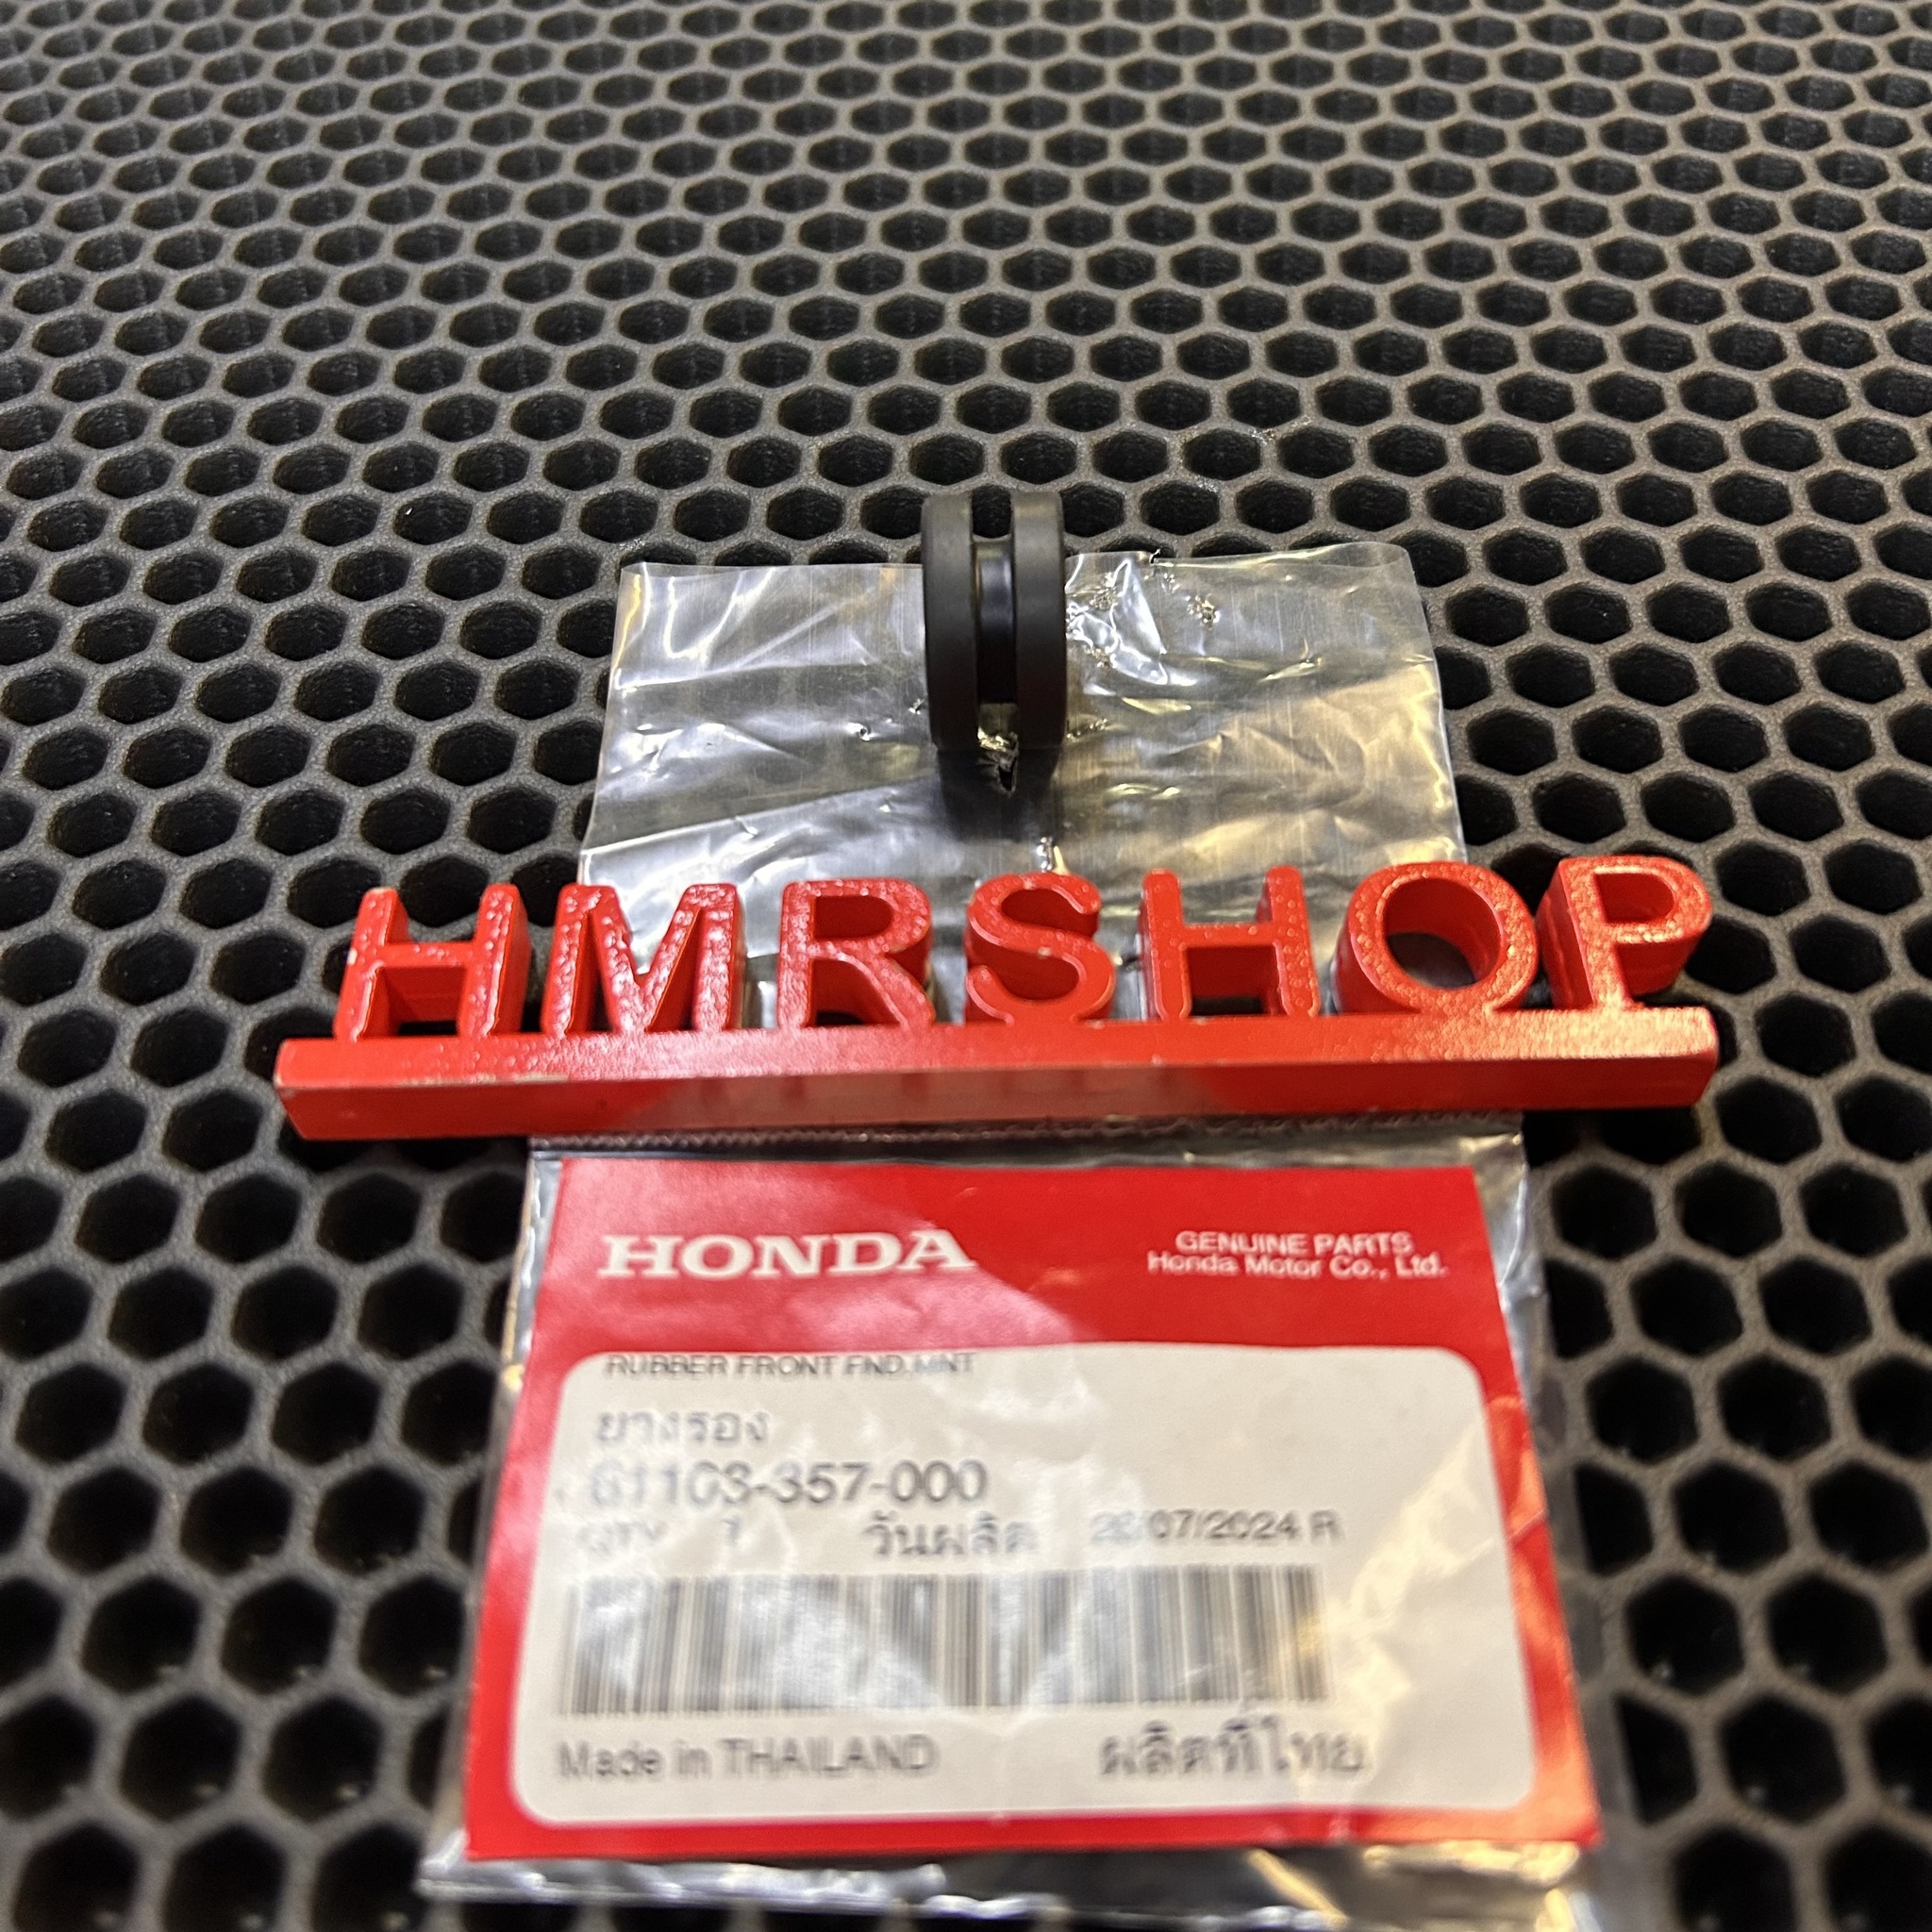 HMRSHOP
HONDA
GENUINE PARTS
Honda Motor Co., Ltd.
RUBBER FRONT FND.MNT
ยางรอง
61103-357-000
QTY 1 วันผลิต /07/2024 R
Made in THAILAND ผลิตที่ไทย